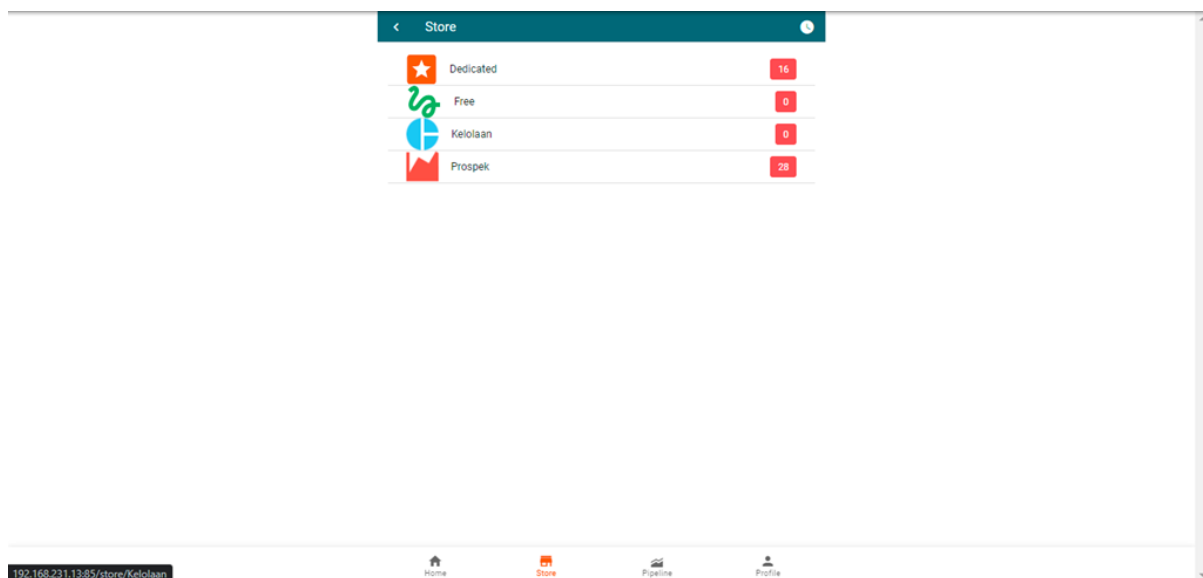 Store
Dedicated 16
Free 0
Kelolaan 0
Prospek 28
Home Store Pipeline Profile
192.168.231.13:85/store/Kelolaan